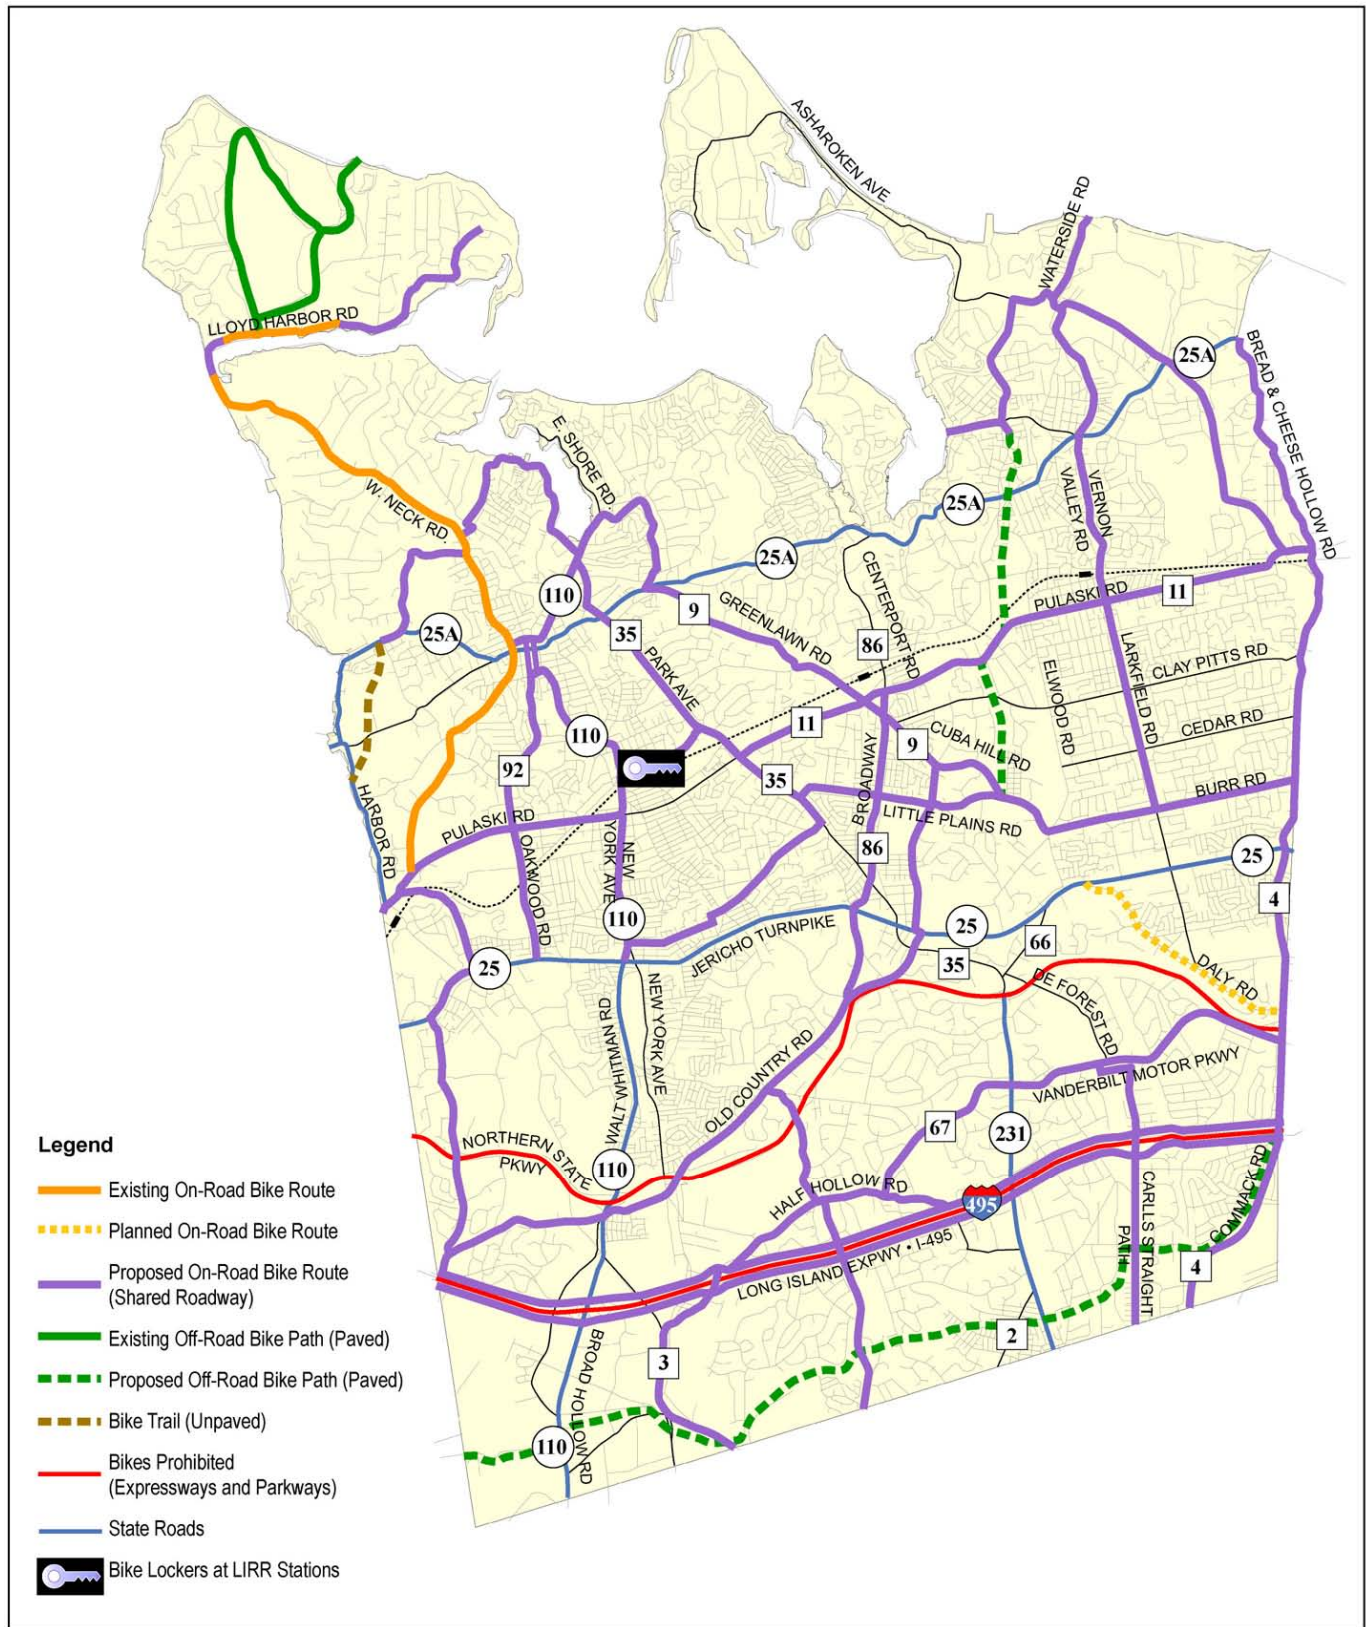 ASHAROKEN AVE
WATERSIDE RD
LLOYD HARBOR RD
25A
BREAD & CHEESE HOLLOW RD
E. SHORE RD.
W. NECK RD.
25A
VALLEY RD
VERNON
25A
110
9
GREENLAWN RD
CENTERPORT RD
PULASKI RD
11
25A
35
PARK AVE
86
ELWOOD RD
LARKFIELD RD
CLAY PITTS RD
110
11
9
CUBA HILL RD
CEDAR RD
92
35
BROADWAY
BURR RD
HARBOR RD
PULASKI RD
LITTLE PLAINS RD
OAKWOOD RD
NEW
YORK AVE
86
25
4
110
JERICHO TURNPIKE
25
66
25
35
DALY RD
NEW YORK AVE
WALT WHITMAN RD
DE FOREST RD
OLD COUNTRY RD
VANDERBILT MOTOR PKWY
67
231
NORTHERN STATE
PKWY
110
HALF HOLLOW RD
495
COMMACK RD
CARLLS STRAIGHT
PATH
LONG ISLAND EXPWY • I-495
4
2
3
BROAD HOLLOW RD
110
Legend
Existing On-Road Bike Route
Planned On-Road Bike Route
Proposed On-Road Bike Route
(Shared Roadway)
Existing Off-Road Bike Path (Paved)
Proposed Off-Road Bike Path (Paved)
Bike Trail (Unpaved)
Bikes Prohibited
(Expressways and Parkways)
State Roads
Bike Lockers at LIRR Stations